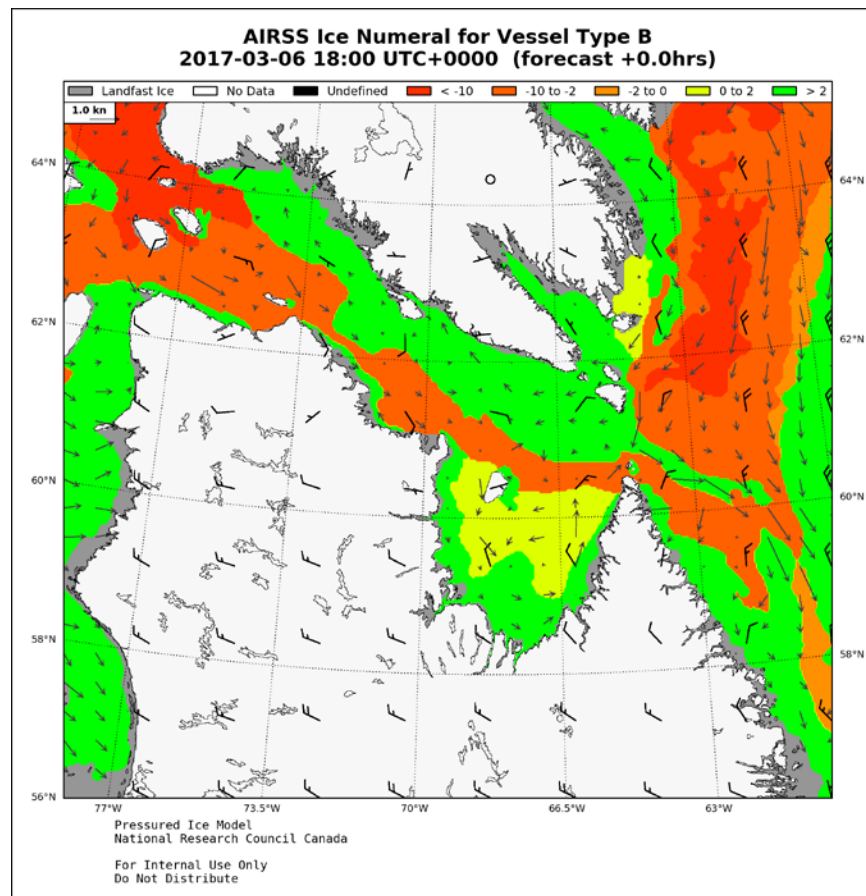 AIRSS Ice Numeral for Vessel Type B
2017-03-06 18:00 UTC+0000 (forecast +0.0hrs)
Landfast Ice No Data Undefined < -10 -10 to -2 -2 to 0 0 to 2 > 2
1.0 kn
64°N 64°N
62°N 62°N
60°N 60°N
58°N 58°N
56°N
77°W 73.5°W 70°W 66.5°W 63°W
Pressured Ice Model
National Research Council Canada
For Internal Use Only
Do Not Distribute